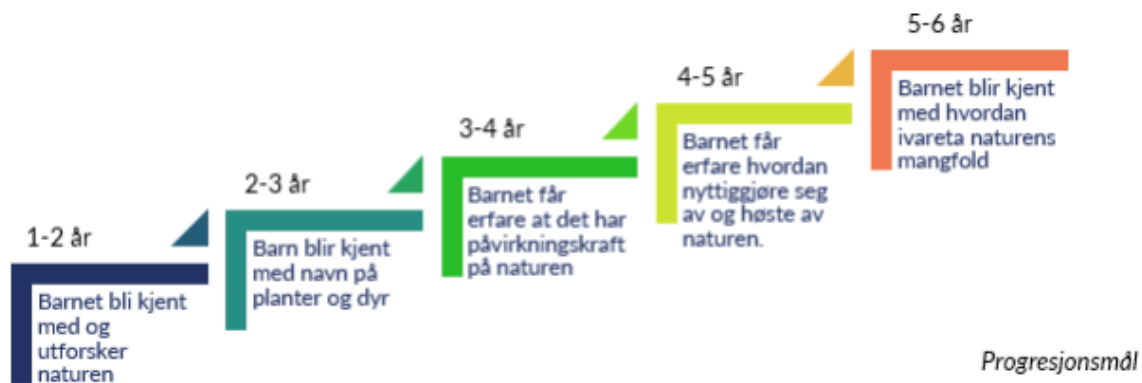 1-2 år
Barnet bli kjent
med og
utforsker
naturen
2-3 år
Barn blir kjent
med navn på
planter og dyr
3-4 år
Barnet får
erfare at det har
påvirkningskraft
på naturen
4-5 år
Barnet får
erfare hvordan
nyttiggjøre seg
av og høste av
naturen.
5-6 år
Barnet blir kjent
med hvordan
ivareta naturens
mangfold
Progresjonsmål